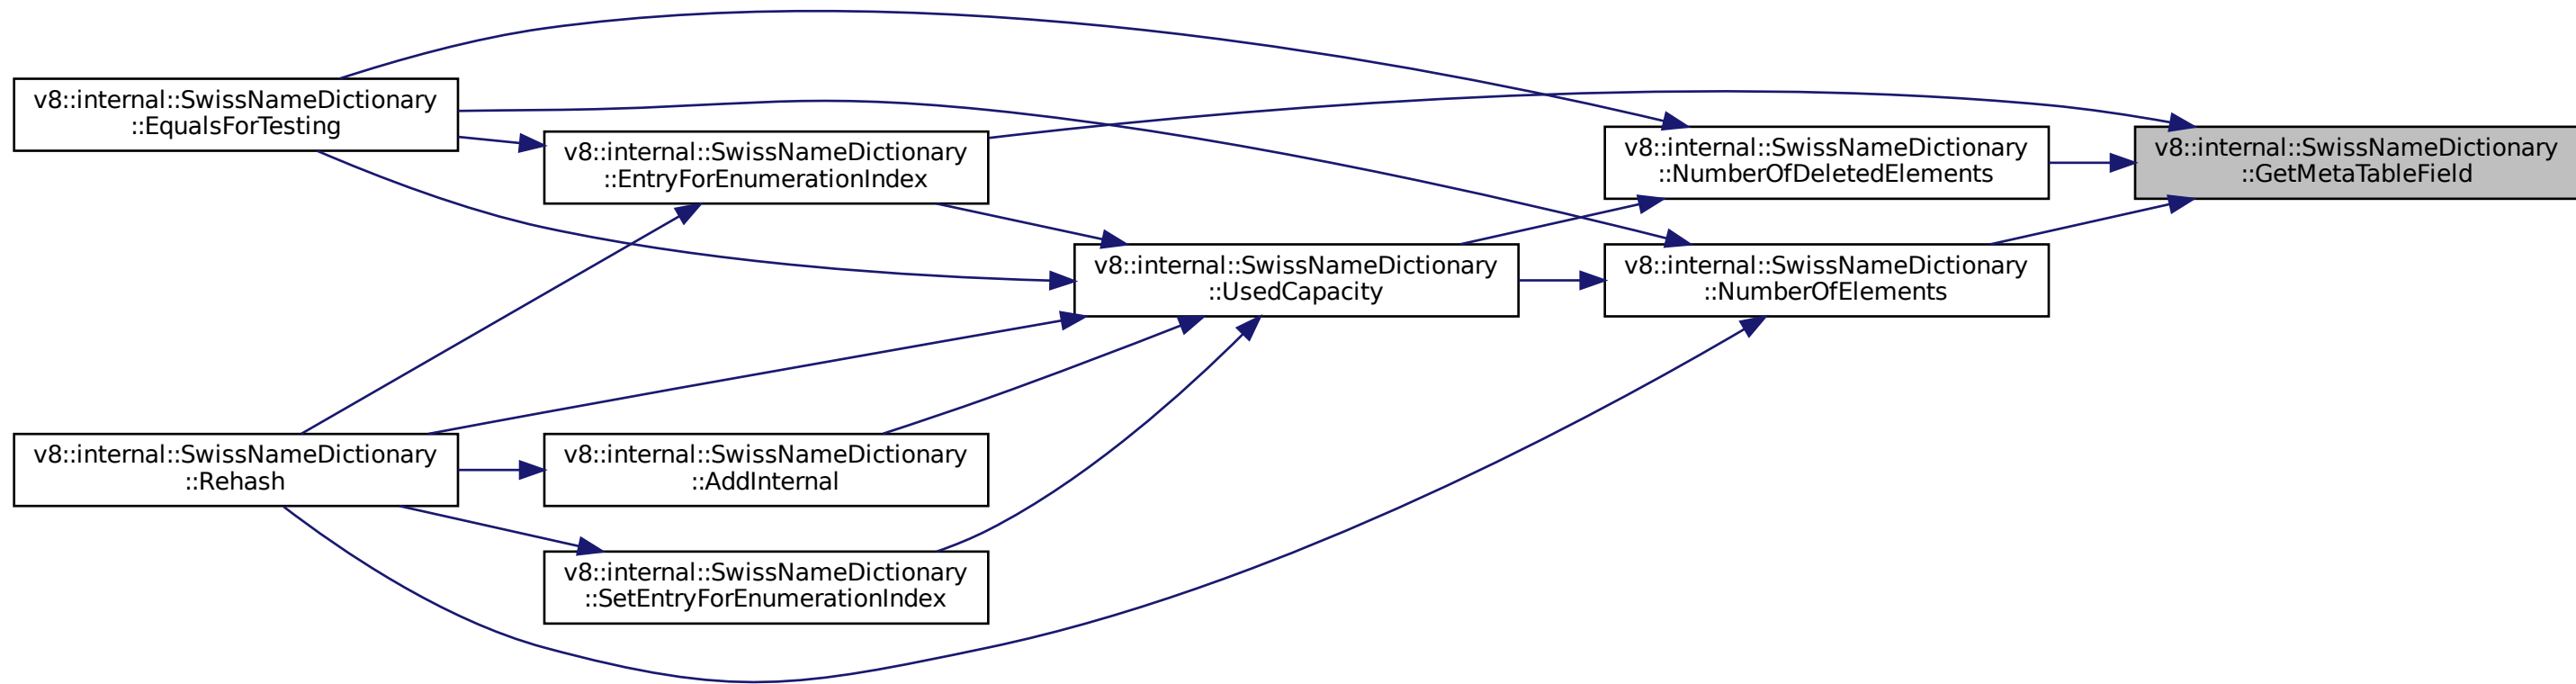 v8::internal::SwissNameDictionary
::EqualsForTesting
v8::internal::SwissNameDictionary
::EntryForEnumerationIndex
v8::internal::SwissNameDictionary
::NumberOfDeletedElements
v8::internal::SwissNameDictionary
::GetMetaTableField
v8::internal::SwissNameDictionary
::UsedCapacity
v8::internal::SwissNameDictionary
::NumberOfElements
v8::internal::SwissNameDictionary
::Rehash
v8::internal::SwissNameDictionary
::AddInternal
v8::internal::SwissNameDictionary
::SetEntryForEnumerationIndex